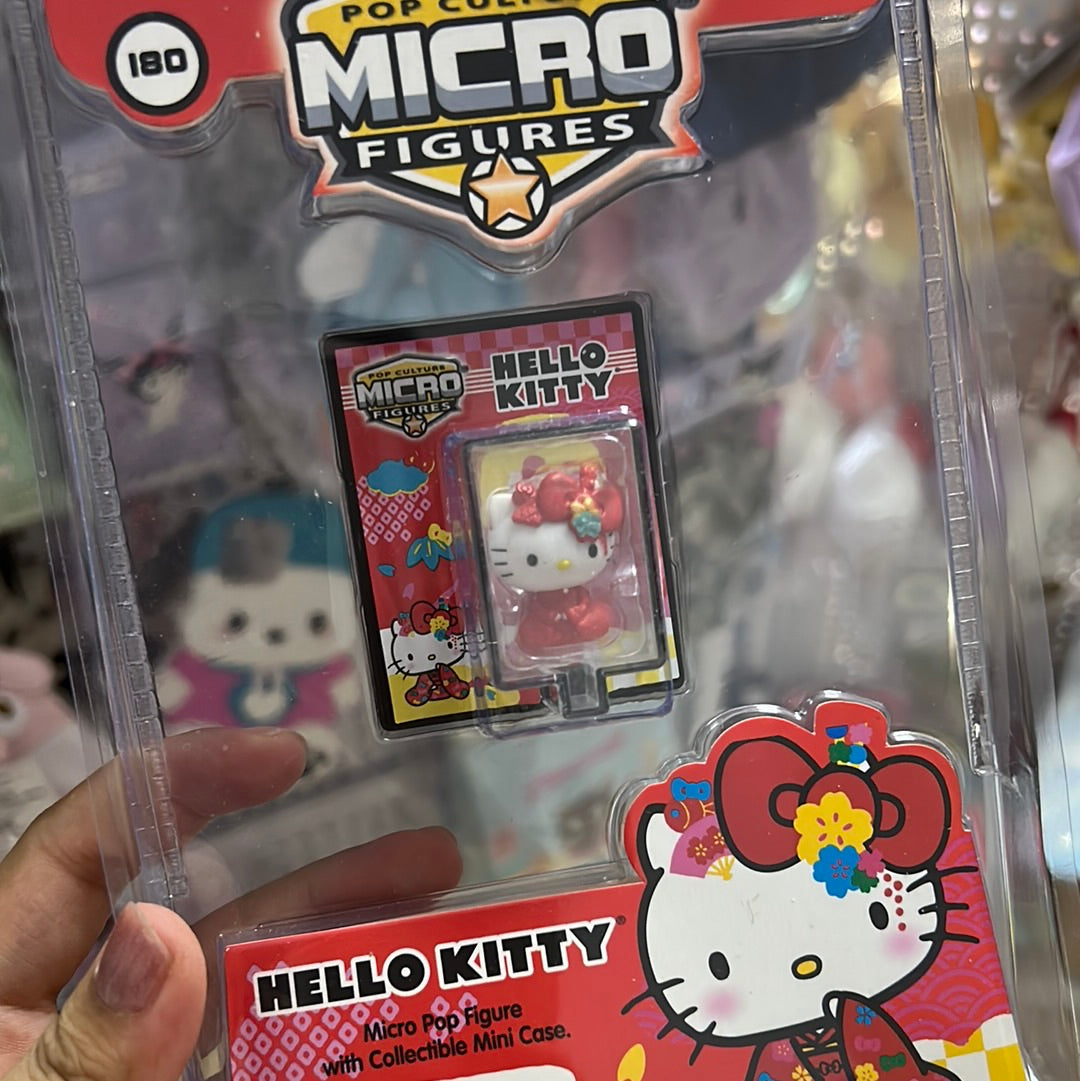 180
POP CULTURE
MICRO
FIGURES
POP CULTURE
MICRO
FIGURES
HELLO
KITTY
HELLO KITTY®
Micro Pop Figure
with Collectible Mini Case.